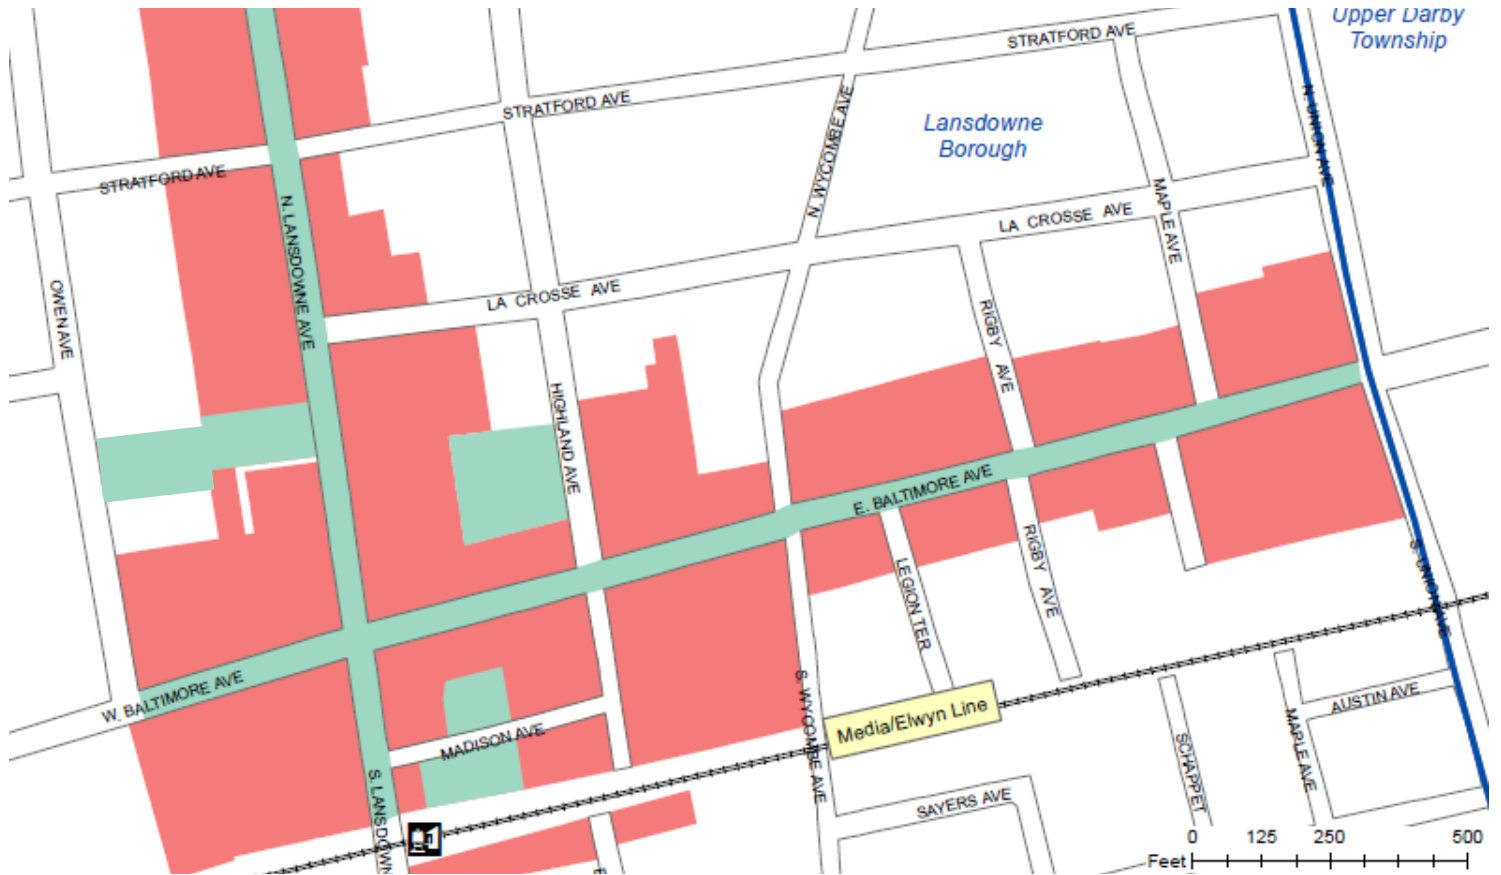 Upper Darby
Township
STRATFORD AVE
STRATFORD AVE
STRATFORD AVE
Lansdowne
Borough
N. WYCOMBE AVE
N. UNION AVE
MAPLE AVE
LA CROSSE AVE
LA CROSSE AVE
N. LANSDOWNE AVE
OWEN AVE
RIGBY AVE
HIGHLAND AVE
E. BALTIMORE AVE
RIGBY AVE
LEGION TER
S. UNION AVE
W. BALTIMORE AVE
MADISON AVE
S. WYCOMBE AVE
Media/Elwyn Line
AUSTIN AVE
MAPLE AVE
SCHAPPET
S. LANSDOWN
SAYERS AVE
0 125 250 500
Feet